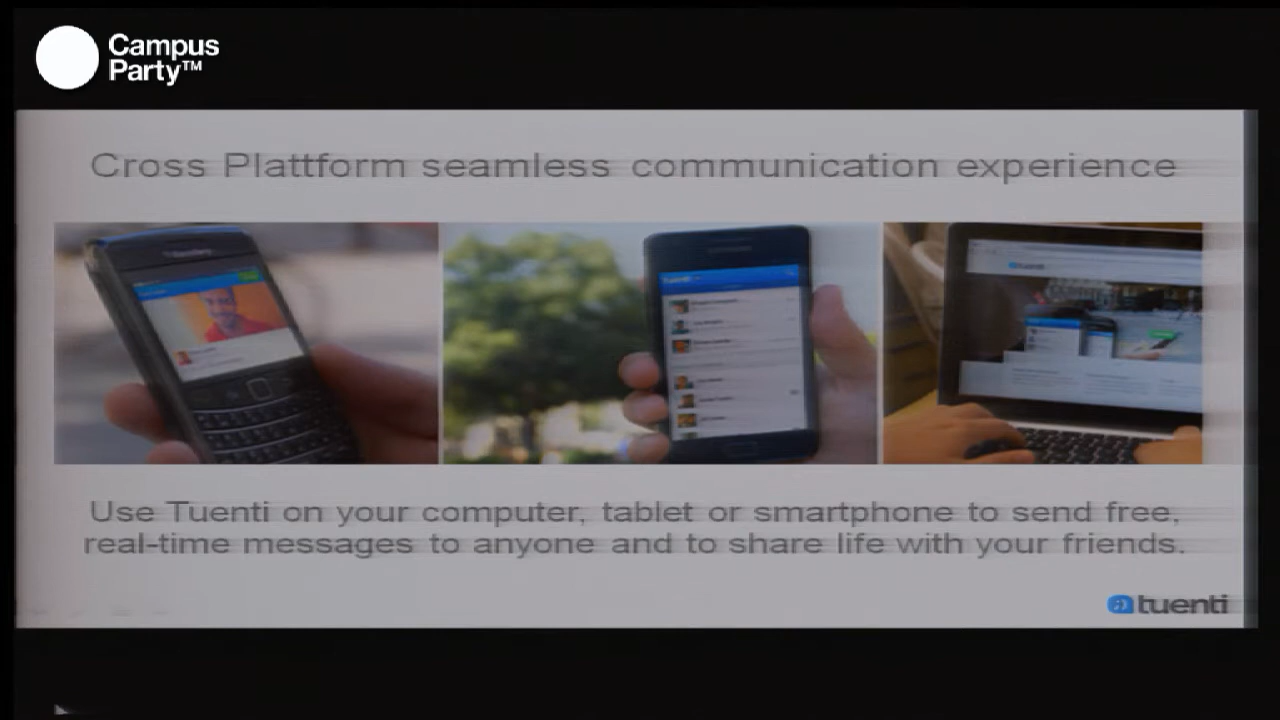 Campus
Party™
Cross Plattform seamless communication experience
tuenti
Use Tuenti on your computer, tablet or smartphone to send free,
real-time messages to anyone and to share life with your friends.
tuenti